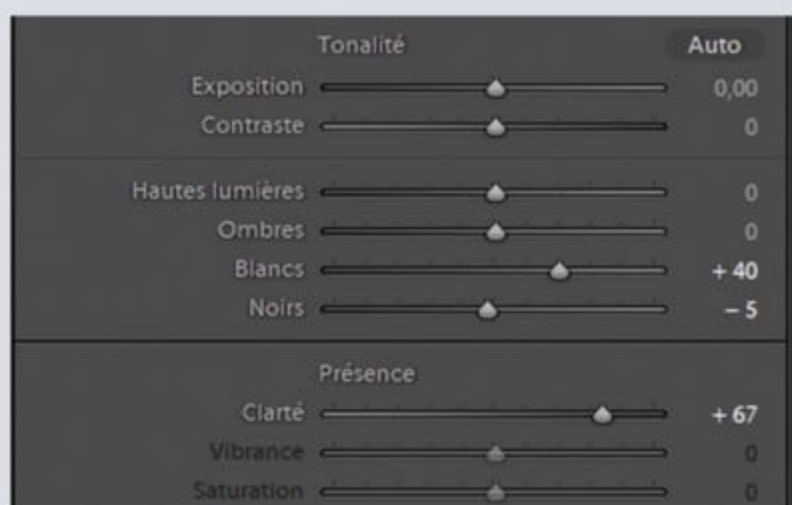 Tonalité Auto
Exposition 0,00
Contraste 0
Hautes lumières 0
Ombres 0
Blancs + 40
Noirs – 5
Présence
Clarté + 67
Vibrance 0
Saturation 0